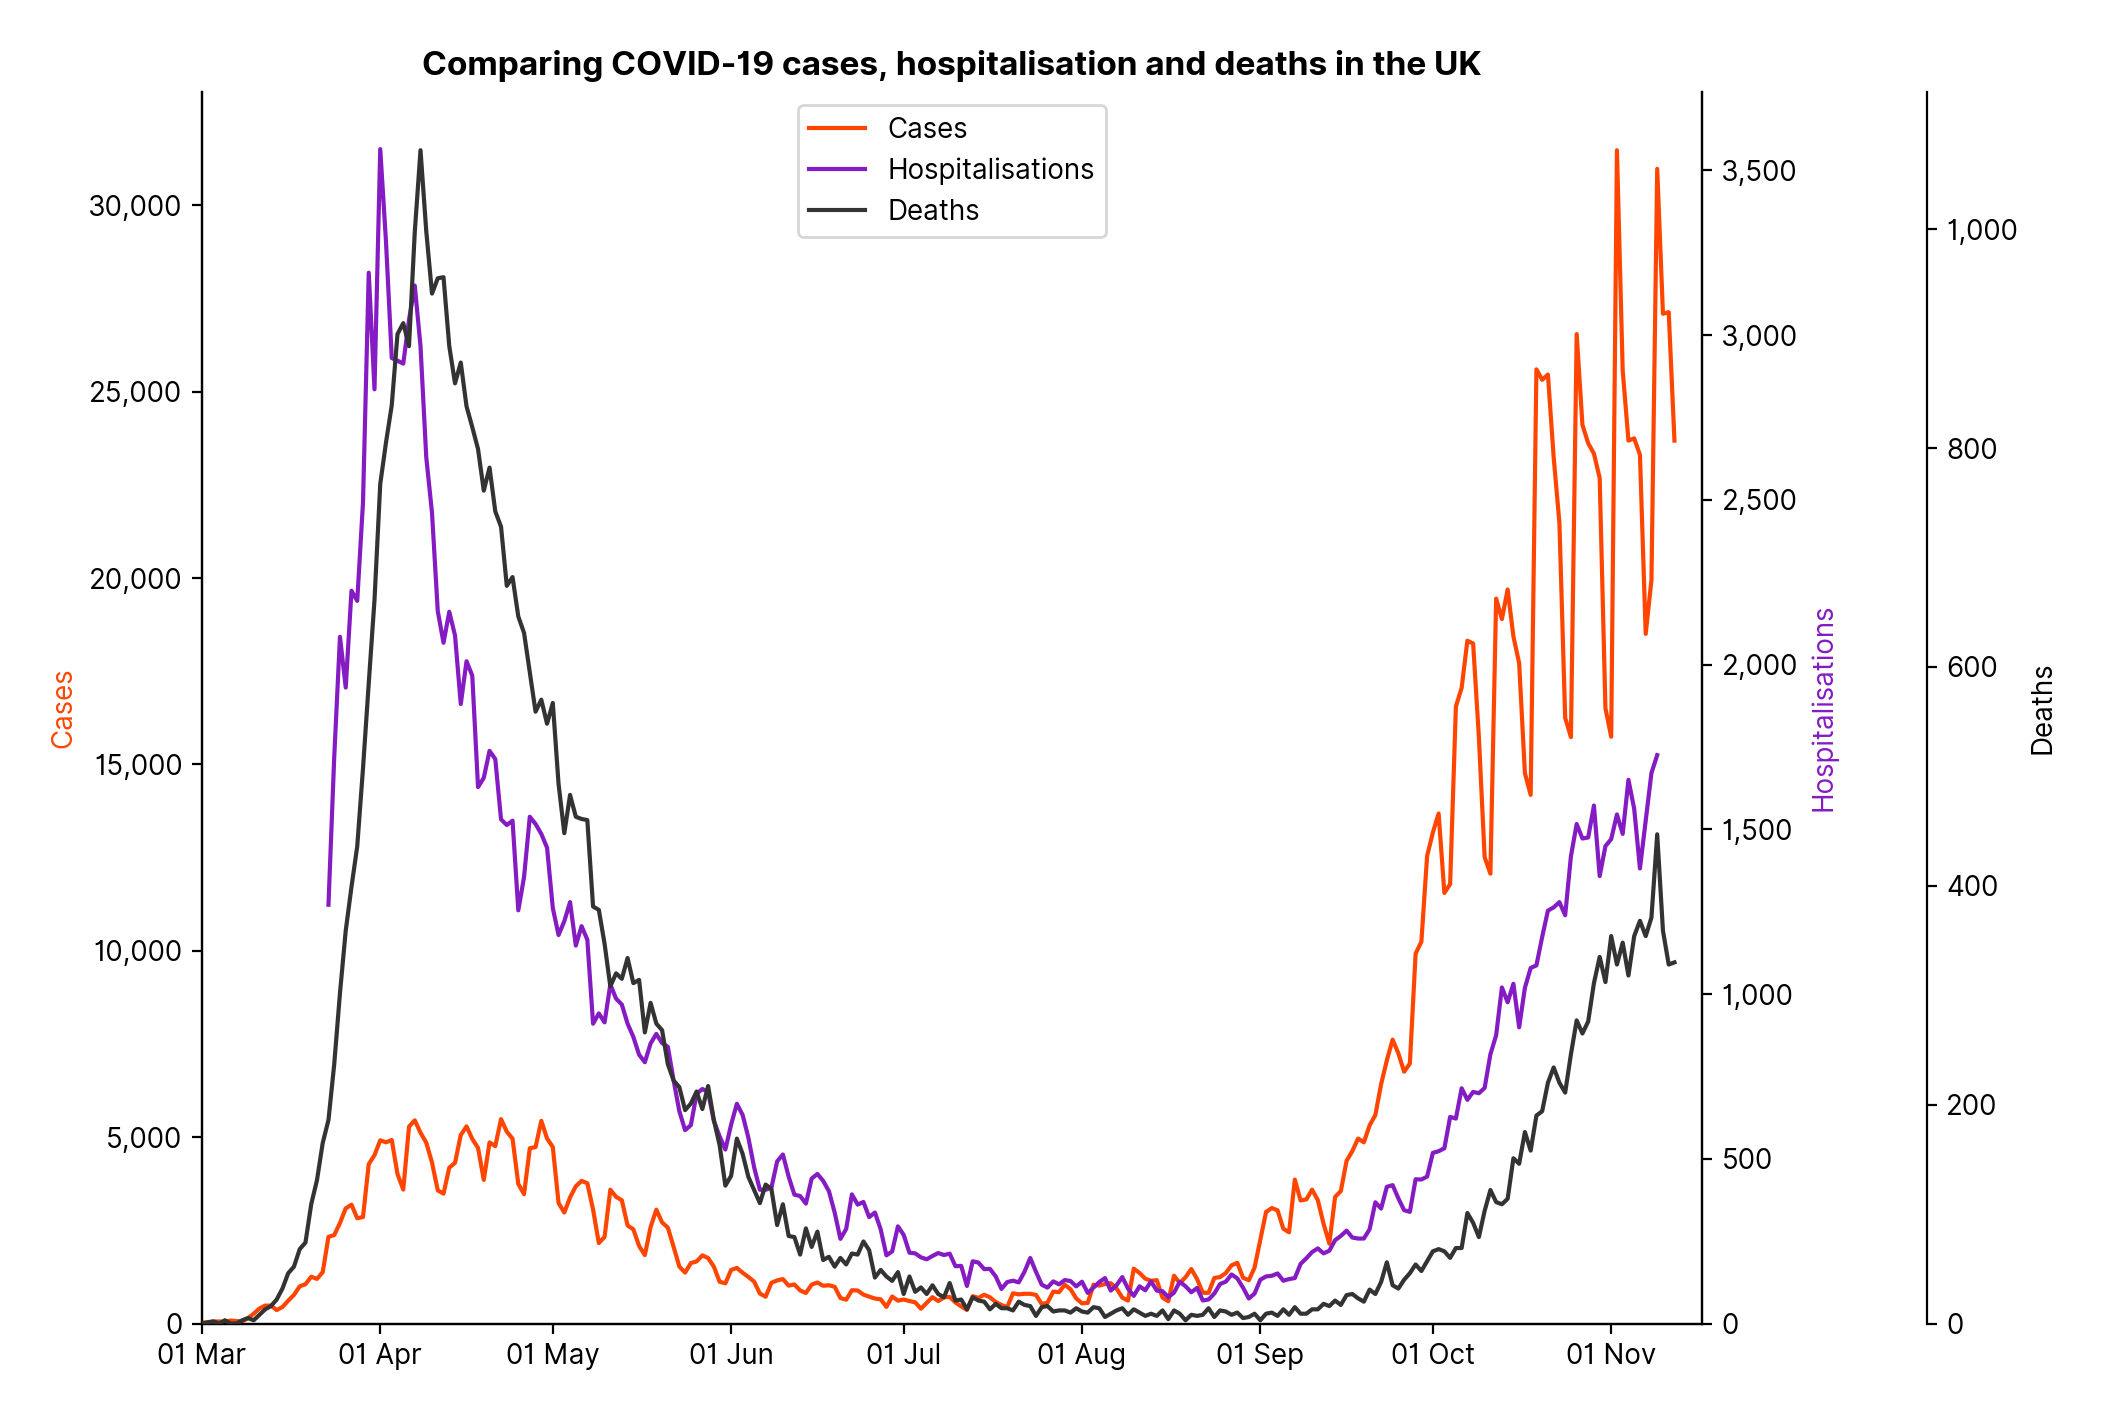 Comparing COVID-19 cases, hospitalisation and deaths in the UK
Cases
Hospitalisations
Deaths
30,000
25,000
20,000
15,000
10,000
5,000
0
Cases
3,500
3,000
2,500
2,000
1,500
1,000
500
0
Hospitalisations
1,000
800
600
400
200
0
Deaths
01 Mar
01 Apr
01 May
01 Jun
01 Jul
01 Aug
01 Sep
01 Oct
01 Nov